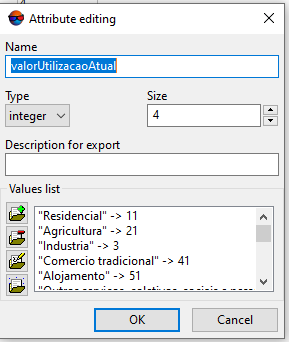 Attribute editing
Name
valorUtilizacaoAtual
Type
Size
integer
4
Description for export
Values list
"Residencial" -> 11
"Agricultura" -> 21
"Industria" -> 3
"Comercio tradicional" -> 41
"Alojamento" -> 51
OK
Cancel